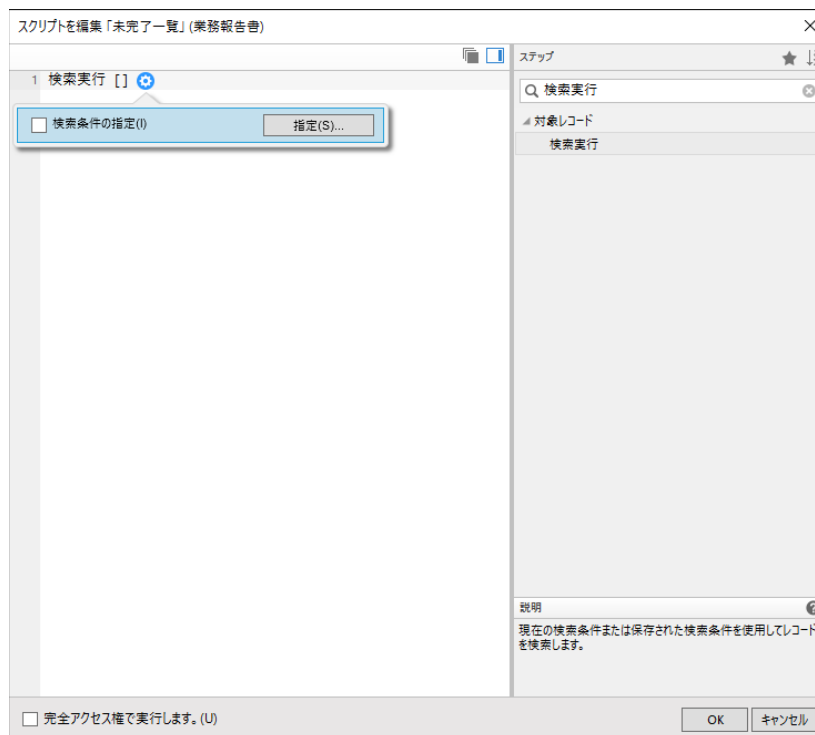 スクリプトを編集「未完了一覧」(業務報告書)
ステップ
1 検索実行 []
検索実行
検索条件の指定(I)
指定(S)...
対象レコード
検索実行
説明
現在の検索条件または保存された検索条件を使用してレコード
を検索します。
完全アクセス権で実行します。(U)
OK
キャンセル